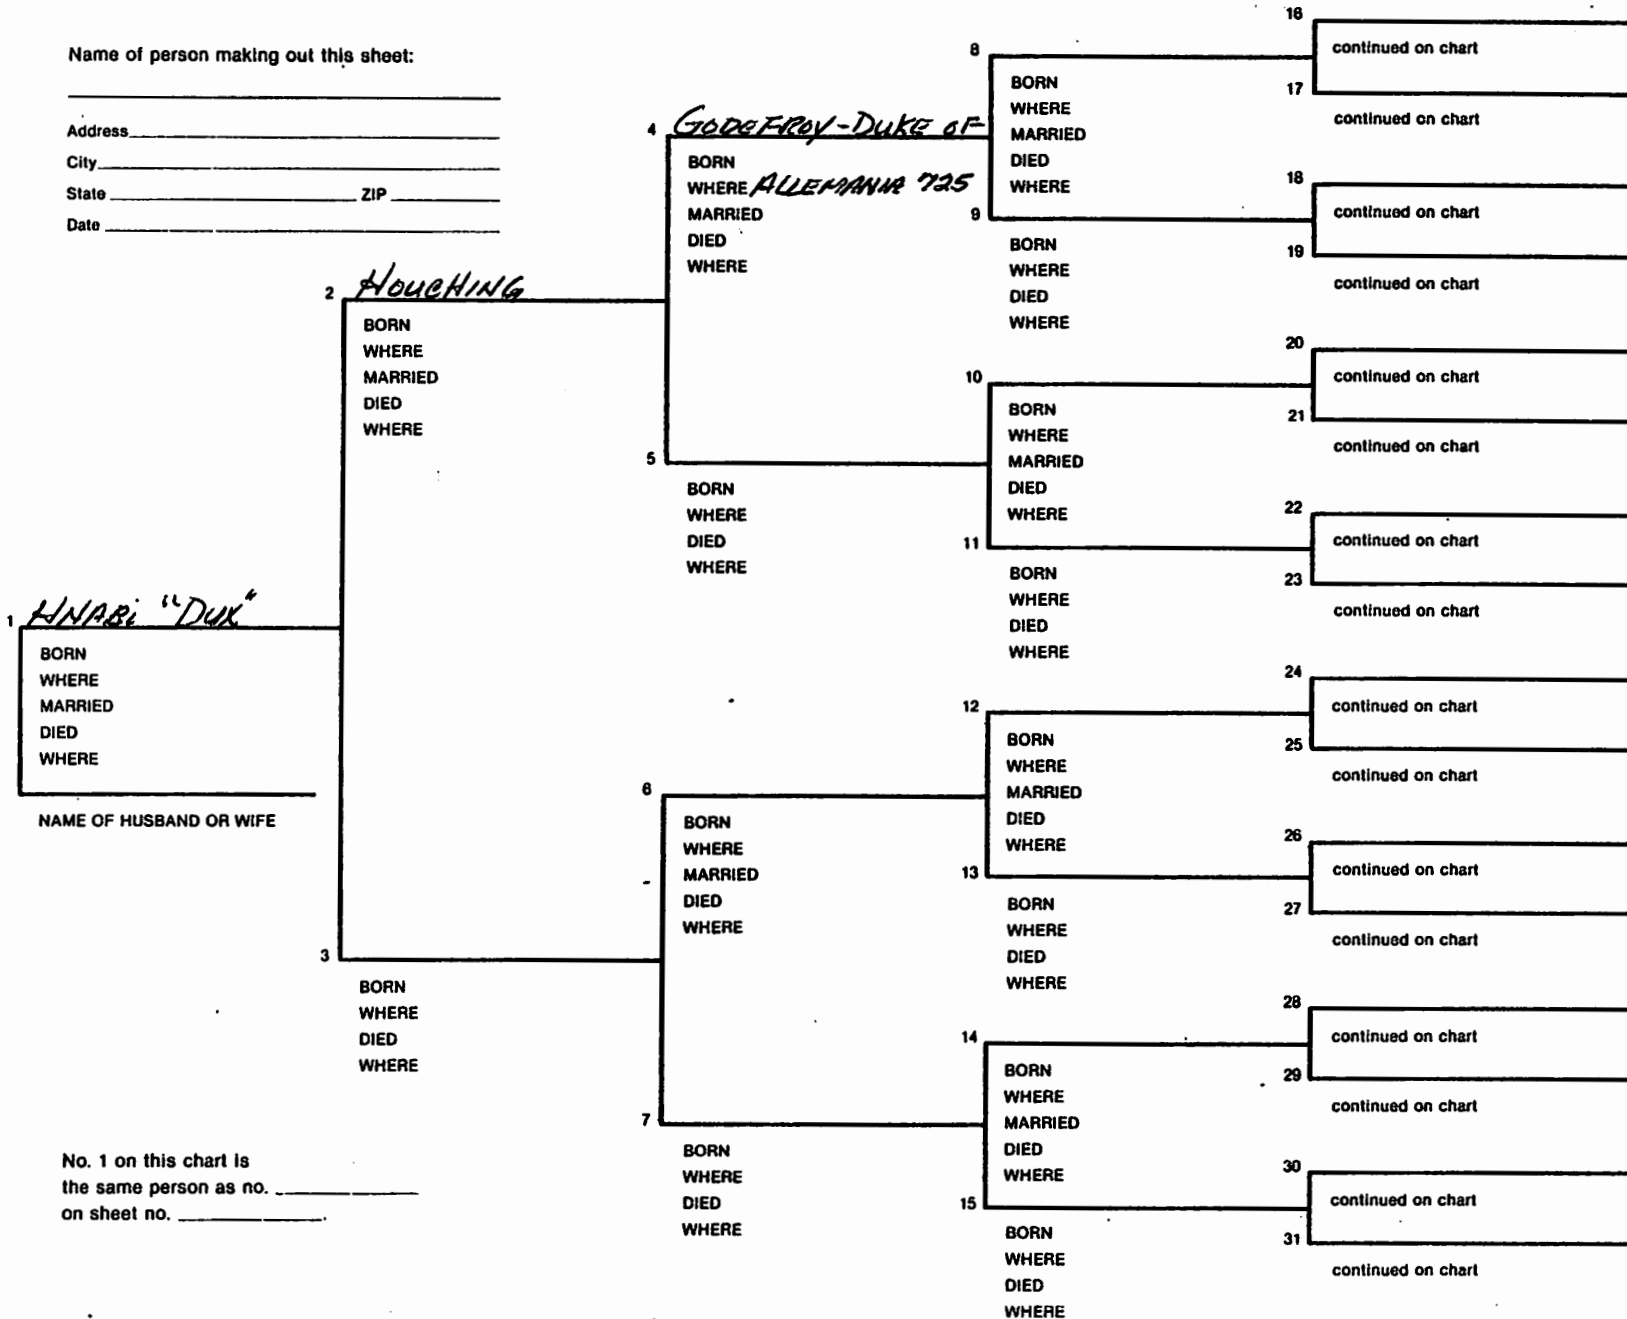 Name of person making out this sheet:
Address
City
State ZIP
Date
1 HNABi "DUX"
BORN
WHERE
MARRIED
DIED
WHERE
NAME OF HUSBAND OR WIFE
No. 1 on this chart is
the same person as no.
on sheet no. .
2 HOUCHING
BORN
WHERE
MARRIED
DIED
WHERE
3
BORN
WHERE
DIED
WHERE
4 GODEFROY-DUKE OF
BORN
WHERE ALLEMANIA 725
MARRIED
DIED
WHERE
5
BORN
WHERE
DIED
WHERE
6
BORN
WHERE
MARRIED
DIED
WHERE
7
BORN
WHERE
DIED
WHERE
8
BORN
WHERE
MARRIED
DIED
WHERE
9
BORN
WHERE
DIED
WHERE
10
BORN
WHERE
MARRIED
DIED
WHERE
11
BORN
WHERE
DIED
WHERE
12
BORN
WHERE
MARRIED
DIED
WHERE
13
BORN
WHERE
DIED
WHERE
14
BORN
WHERE
MARRIED
DIED
WHERE
15
BORN
WHERE
DIED
WHERE
16
continued on chart
17
continued on chart
18
continued on chart
19
continued on chart
20
continued on chart
21
continued on chart
22
continued on chart
23
continued on chart
24
continued on chart
25
continued on chart
26
continued on chart
27
continued on chart
28
continued on chart
29
continued on chart
30
continued on chart
31
continued on chart